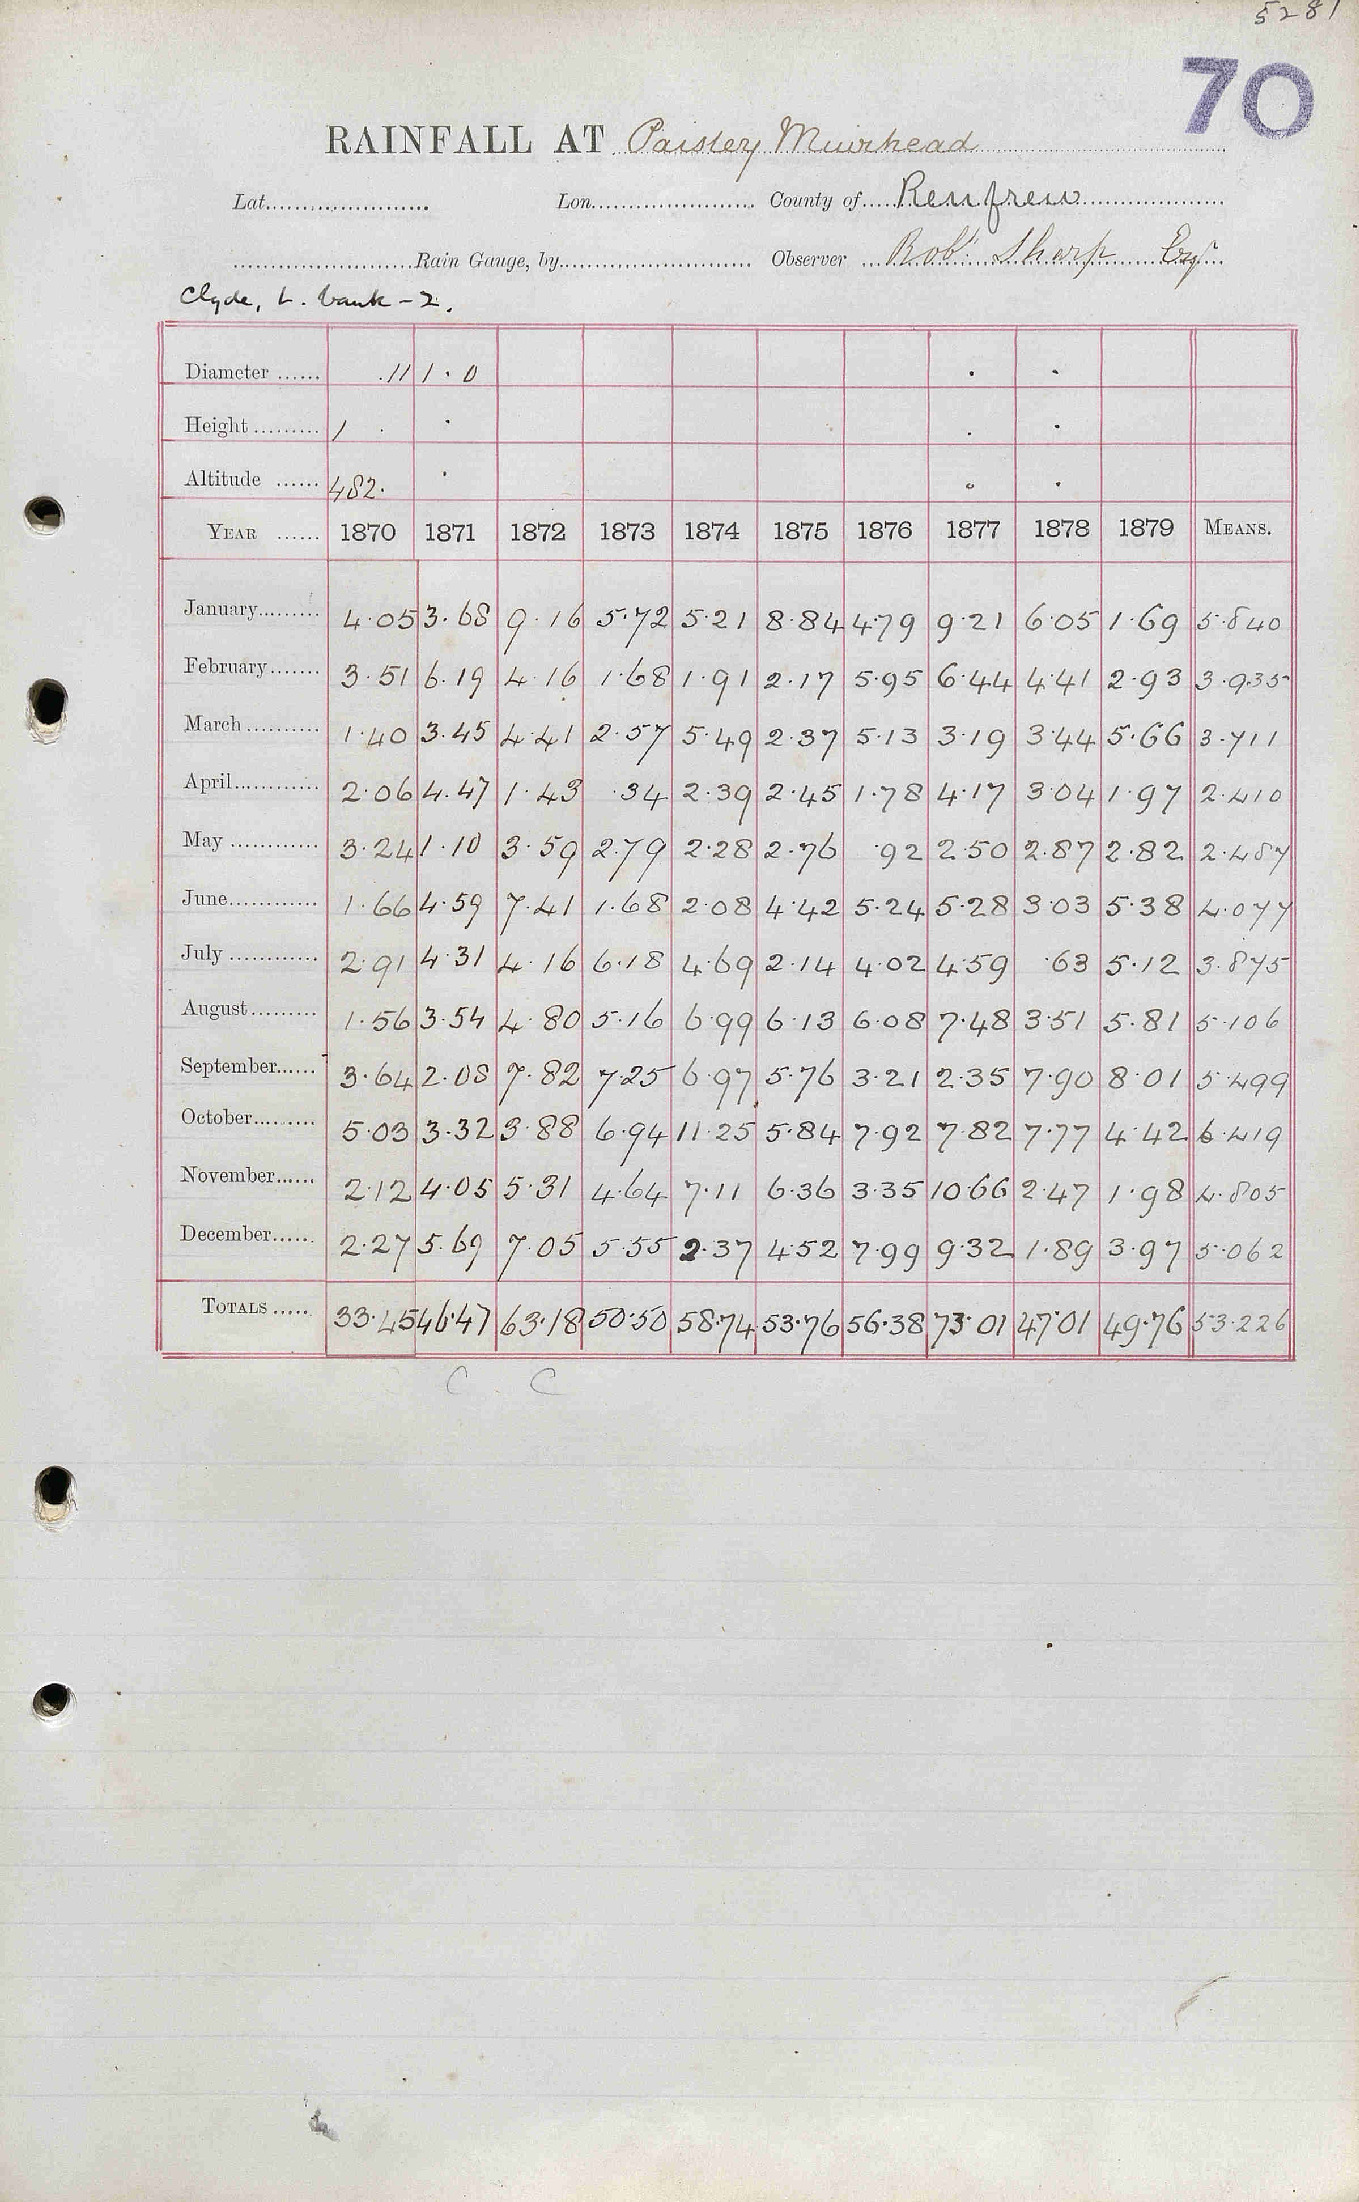 5281
70
RAINFALL AT Paisley Muirhead
Lat. Lon. County of Renfrew
Rain Gauge, by Observer Robt. Sharp Esqr
Clyde, L. bank - 2.
Diameter .11 1.0
Height 1
Altitude 482.
YEAR 1870 1871 1872 1873 1874 1875 1876 1877 1878 1879 MEANS.
January 4.05 3.68 9.16 5.72 5.21 8.84 4.79 9.21 6.05 1.69 5.840
February 3.51 6.19 4.16 1.68 1.91 2.17 5.95 6.44 4.41 2.93 3.935
March 1.40 3.45 4.41 2.57 5.49 2.37 5.13 3.19 3.44 5.66 3.711
April 2.06 4.47 1.43 .34 2.39 2.45 1.78 4.17 3.04 1.97 2.410
May 3.24 1.10 3.59 2.79 2.28 2.76 .92 2.50 2.87 2.82 2.487
June 1.66 4.59 7.41 1.68 2.08 4.42 5.24 5.28 3.03 5.38 4.077
July 2.91 4.31 4.16 6.18 4.69 2.14 4.02 4.59 .63 5.12 3.875
August 1.56 3.54 4.80 5.16 6.99 6.13 6.08 7.48 3.51 5.81 5.106
September 3.64 2.08 7.82 7.25 6.97 5.76 3.21 2.35 7.90 8.01 5.499
October 5.03 3.32 3.88 6.94 11.25 5.84 7.92 7.82 7.77 4.42 6.419
November 2.12 4.05 5.31 4.64 7.11 6.36 3.35 10.66 2.47 1.98 4.805
December 2.27 5.69 7.05 5.55 2.37 4.52 7.99 9.32 1.89 3.97 5.062
TOTALS 33.45 46.47 63.18 50.50 58.74 53.76 56.38 73.01 47.01 49.76 53.226
C C